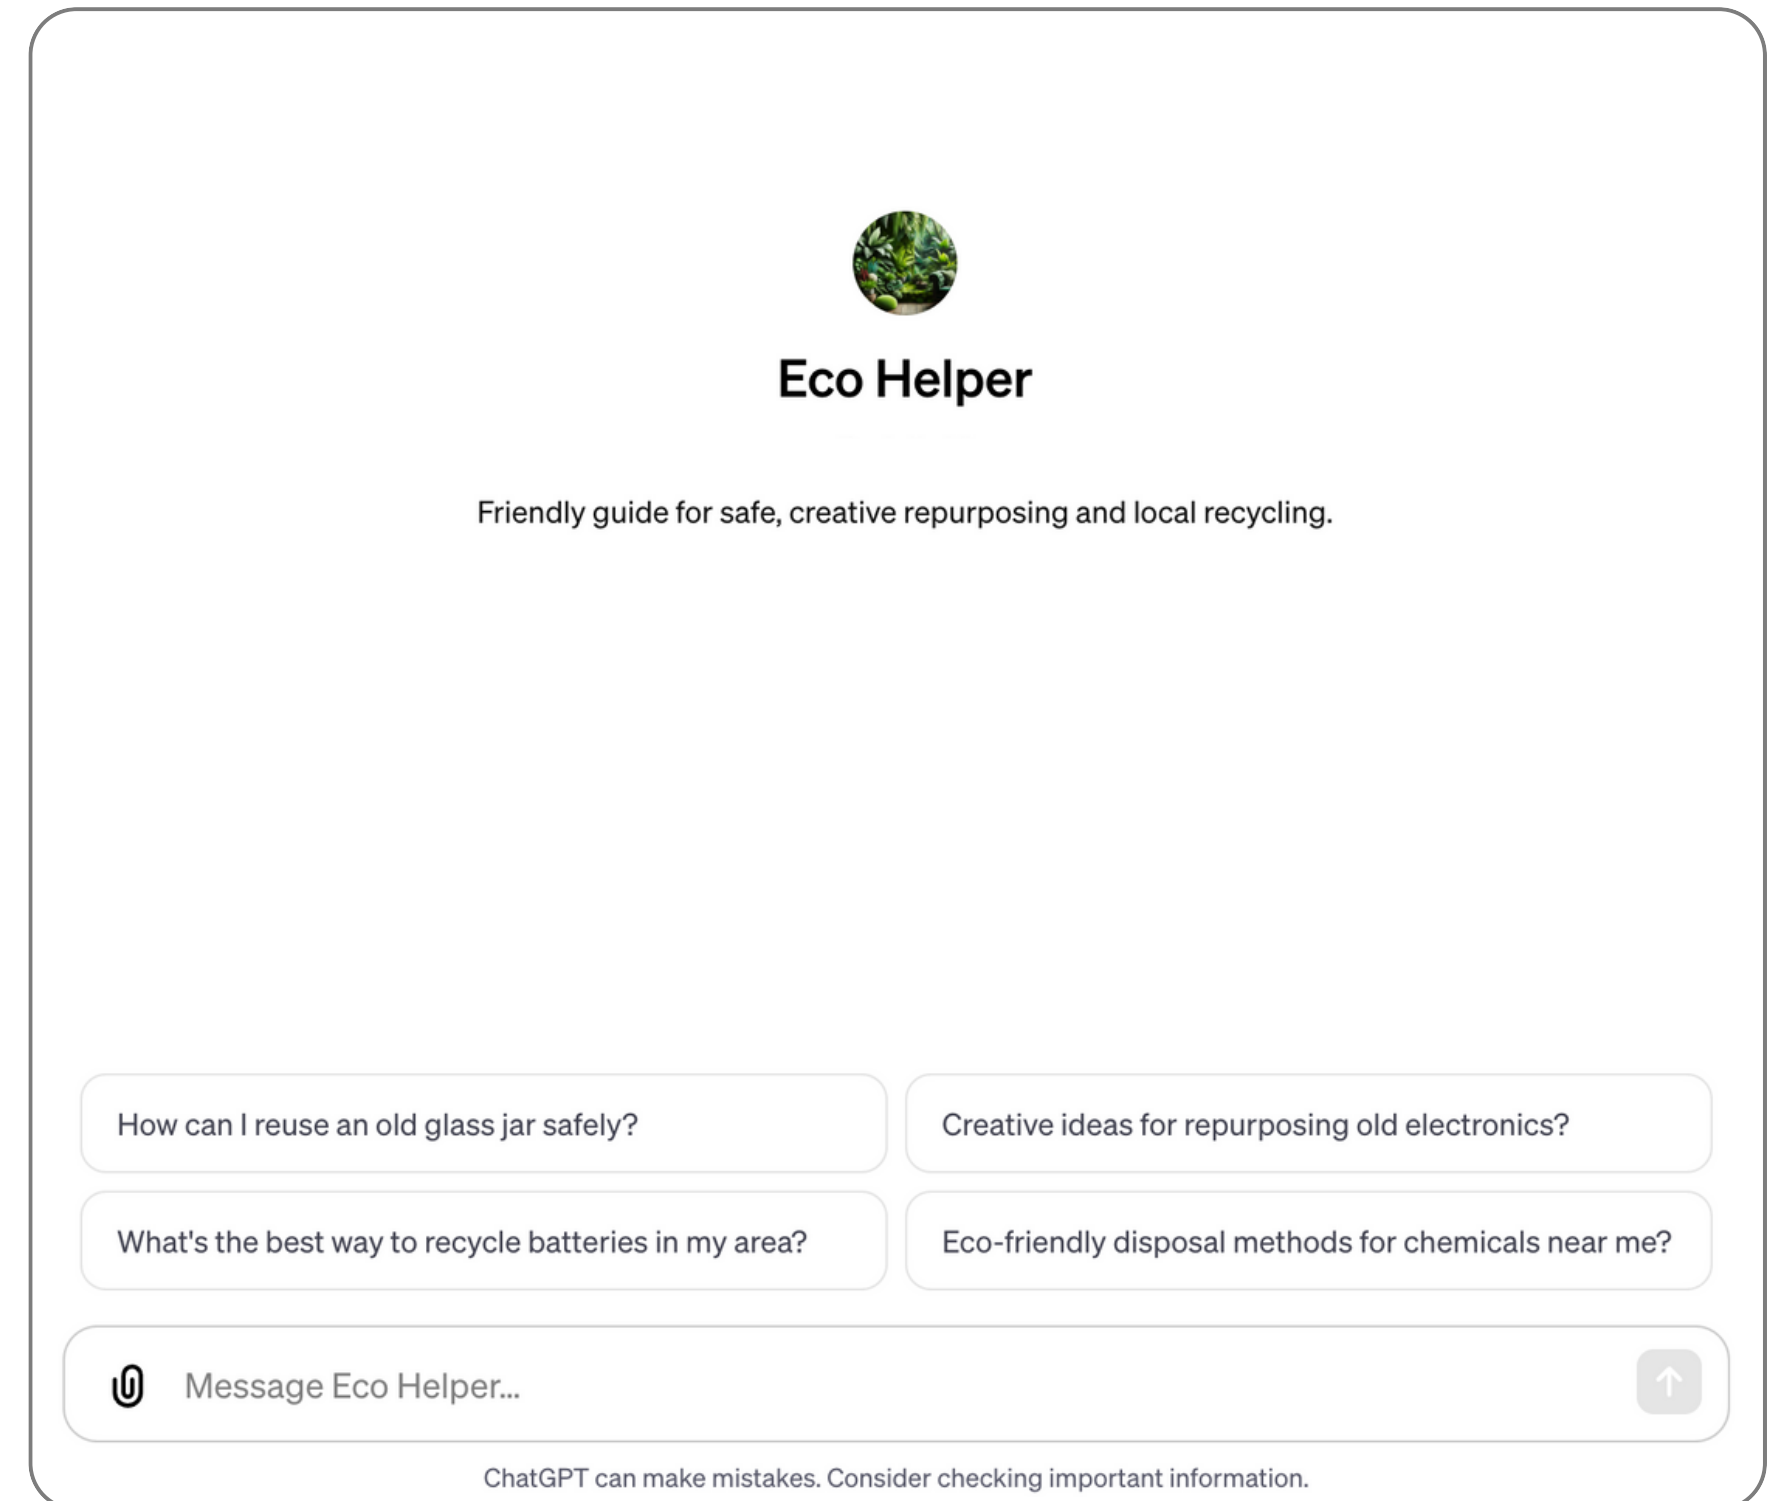 Eco Helper
Friendly guide for safe, creative repurposing and local recycling.
How can I reuse an old glass jar safely?
Creative ideas for repurposing old electronics?
What's the best way to recycle batteries in my area?
Eco-friendly disposal methods for chemicals near me?
Message Eco Helper...
ChatGPT can make mistakes. Consider checking important information.